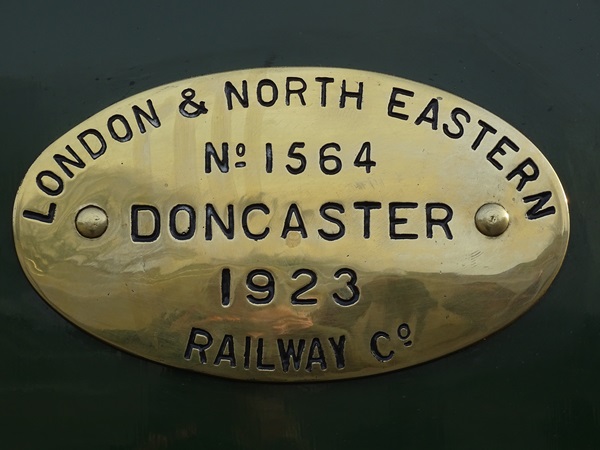 LONDON & NORTH EASTERN
Nº 1564
DONCASTER
1923
RAILWAY Cº